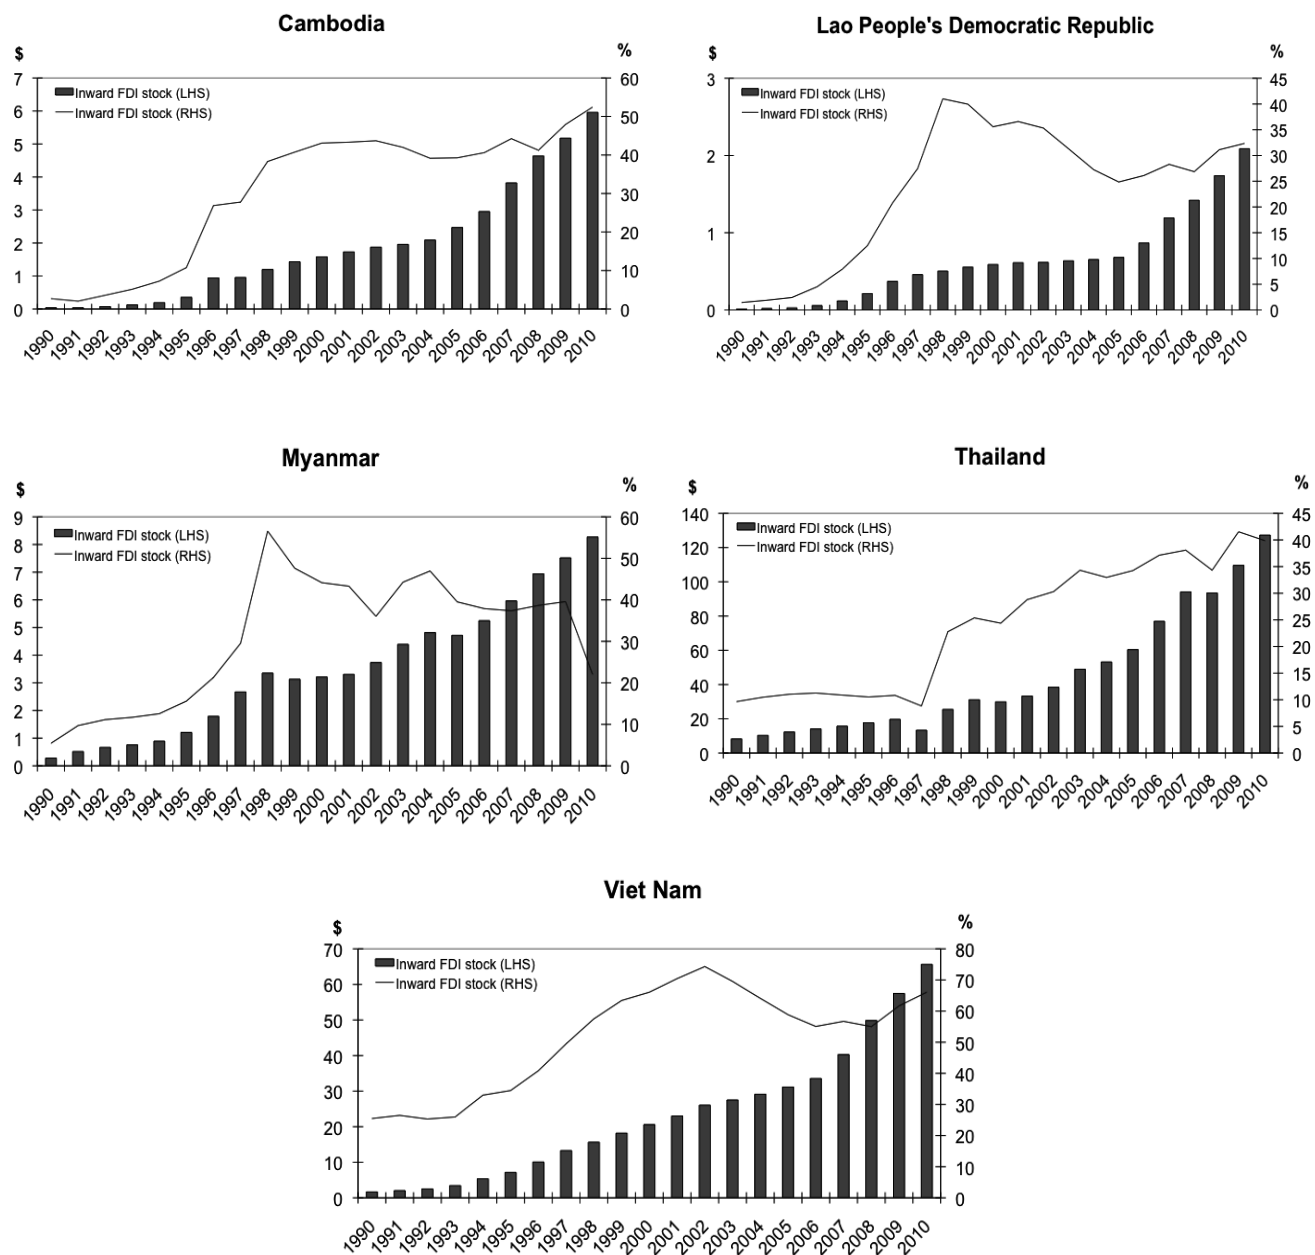 Cambodia
$ %
7 60
Inward FDI stock (LHS)
Inward FDI stock (RHS)
6 50
5 40
4 30
3 20
2 10
1
0 0
1990 1991 1992 1993 1994 1995 1996 1997 1998 1999 2000 2001 2002 2003 2004 2005 2006 2007 2008 2009 2010
Lao People's Democratic Republic
$ %
3 45
Inward FDI stock (LHS)
Inward FDI stock (RHS)
40
35
2 30
25
20
1 15
10
5
0 0
1990 1991 1992 1993 1994 1995 1996 1997 1998 1999 2000 2001 2002 2003 2004 2005 2006 2007 2008 2009 2010
Myanmar
$ %
9 60
Inward FDI stock (LHS)
Inward FDI stock (RHS)
8 50
7
6 40
5 30
4
3 20
2 10
1
0 0
1990 1991 1992 1993 1994 1995 1996 1997 1998 1999 2000 2001 2002 2003 2004 2005 2006 2007 2008 2009 2010
Thailand
$ %
140 45
Inward FDI stock (LHS)
Inward FDI stock (RHS)
120 40
100 35
80 30
25
60 20
40 15
10
20 5
0 0
1990 1991 1992 1993 1994 1995 1996 1997 1998 1999 2000 2001 2002 2003 2004 2005 2006 2007 2008 2009 2010
Viet Nam
$ %
70 80
Inward FDI stock (LHS)
Inward FDI stock (RHS)
60 70
50 60
40 50
30 40
20 30
10 20
10
0 0
1990 1991 1992 1993 1994 1995 1996 1997 1998 1999 2000 2001 2002 2003 2004 2005 2006 2007 2008 2009 2010